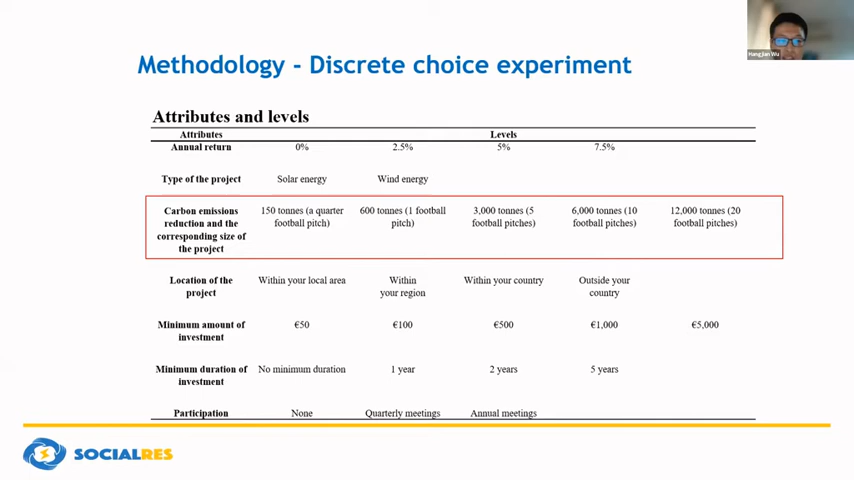 Hangjian Wu
Methodology - Discrete choice experiment
Attributes and levels
Attributes Levels
Annual return 0% 2.5% 5% 7.5%
Type of the project Solar energy Wind energy
Carbon emissions 150 tonnes (a quarter 600 tonnes (1 football 3,000 tonnes (5 6,000 tonnes (10 12,000 tonnes (20
reduction and the football pitch) pitch) football pitches) football pitches) football pitches)
corresponding size of
the project
Location of the Within your local area Within Within your country Outside your
project your region country
Minimum amount of €50 €100 €500 €1,000 €5,000
investment
Minimum duration of No minimum duration 1 year 2 years 5 years
investment
Participation None Quarterly meetings Annual meetings
SOCIALRES